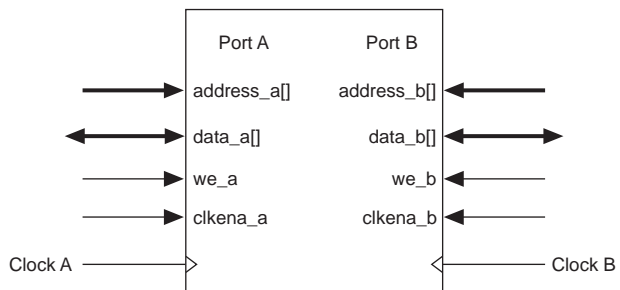 Port A Port B
address_a[] address_b[]
data_a[] data_b[]
we_a we_b
clkena_a clkena_b
Clock A Clock B